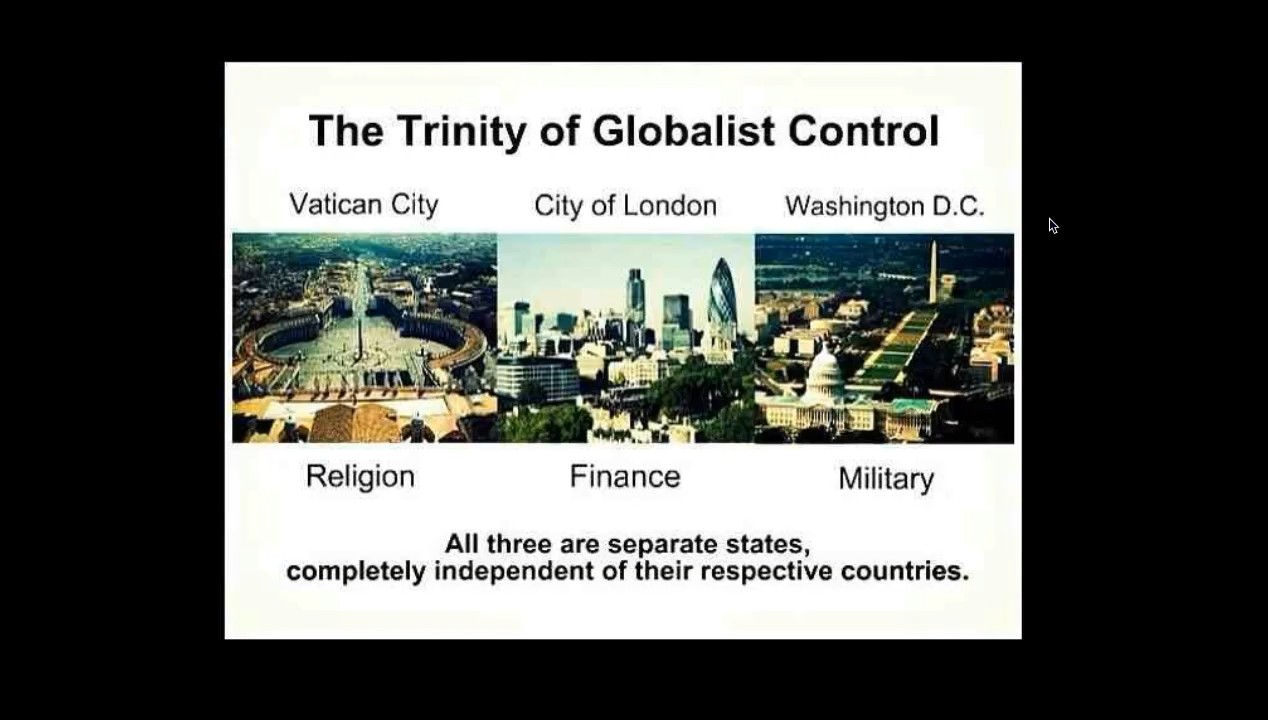 The Trinity of Globalist Control
Vatican City City of London Washington D.C.
Religion Finance Military
All three are separate states,
completely independent of their respective countries.